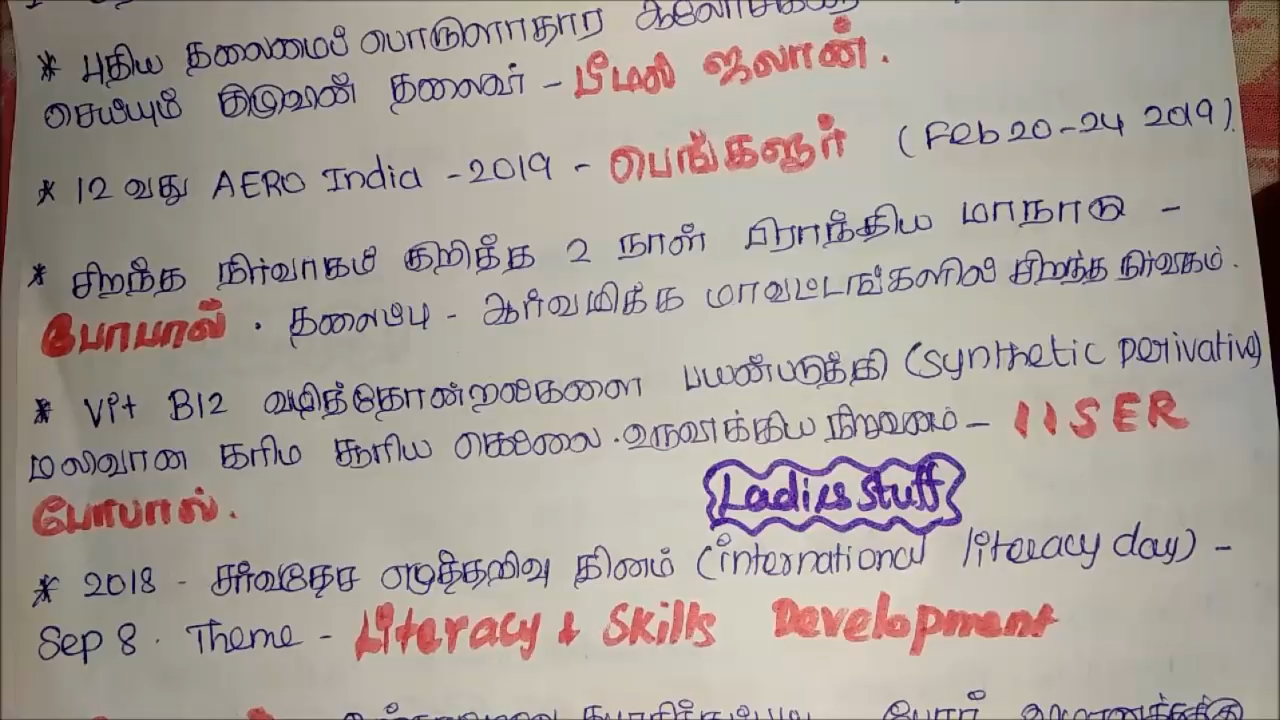 * புதிய தலைமைப் பொருளாதார
செய்யும் குழுவின் தலைவர் - பீமல் ஜலான்.
* 12 வது AERO India - 2019 - பெங்களூர் (Feb 20-24 2019).
* சிறந்த நிர்வாகம் குறித்த 2 நாள் பிராந்திய மாநாடு -
போபால். தலைப்பு - ஆர்வமிக்க மாவட்டங்களில் சிறந்த நிர்வகம்.
* Vit B12 வழித்தோன்றல்களை பயன்படுத்தி (synthetic perivative)
மலிவான கரிம சூரிய செல்லை உருவாக்கிய நிறுவனம் - IISER
போபால்.
Ladies Stuff
* 2018 - சர்வதேச எழுத்தறிவு தினம் (international literacy day) -
Sep 8. Theme - Literacy & Skills Development